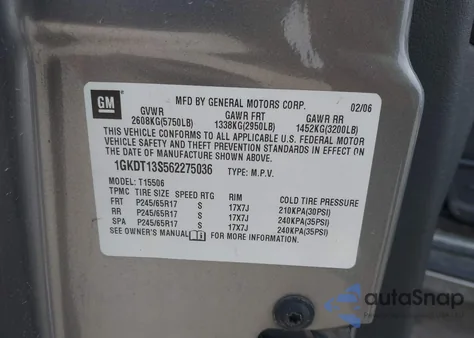 GM
MFD BY GENERAL MOTORS CORP. 02/06
GVWR GAWR FRT GAWR RR
2608KG(5750LB) 1338KG(2950LB) 1452KG(3200LB)
THIS VEHICLE CONFORMS TO ALL APPLICABLE U.S. FEDERAL MOTOR
VEHICLE SAFETY AND THEFT PREVENTION STANDARDS IN EFFECT ON
THE DATE OF MANUFACTURE SHOWN ABOVE.
1GKDT13S562275036 TYPE: M.P.V.
MODEL: T15506
TPMC TIRE SIZE SPEED RTG RIM COLD TIRE PRESSURE
FRT P245/65R17 S 17X7J 210KPA(30PSI)
RR P245/65R17 S 17X7J 240KPA(35PSI)
SPA P245/65R17 S 17X7J 240KPA(35PSI)
SEE OWNER'S MANUAL FOR MORE INFORMATION.
autoSnap